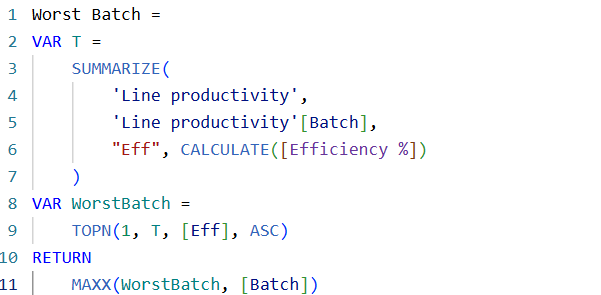 1 Worst Batch =
2 VAR T =
3     SUMMARIZE(
4         'Line productivity',
5         'Line productivity'[Batch],
6         "Eff", CALCULATE([Efficiency %])
7     )
8 VAR WorstBatch =
9     TOPN(1, T, [Eff], ASC)
10 RETURN
11     MAXX(WorstBatch, [Batch])